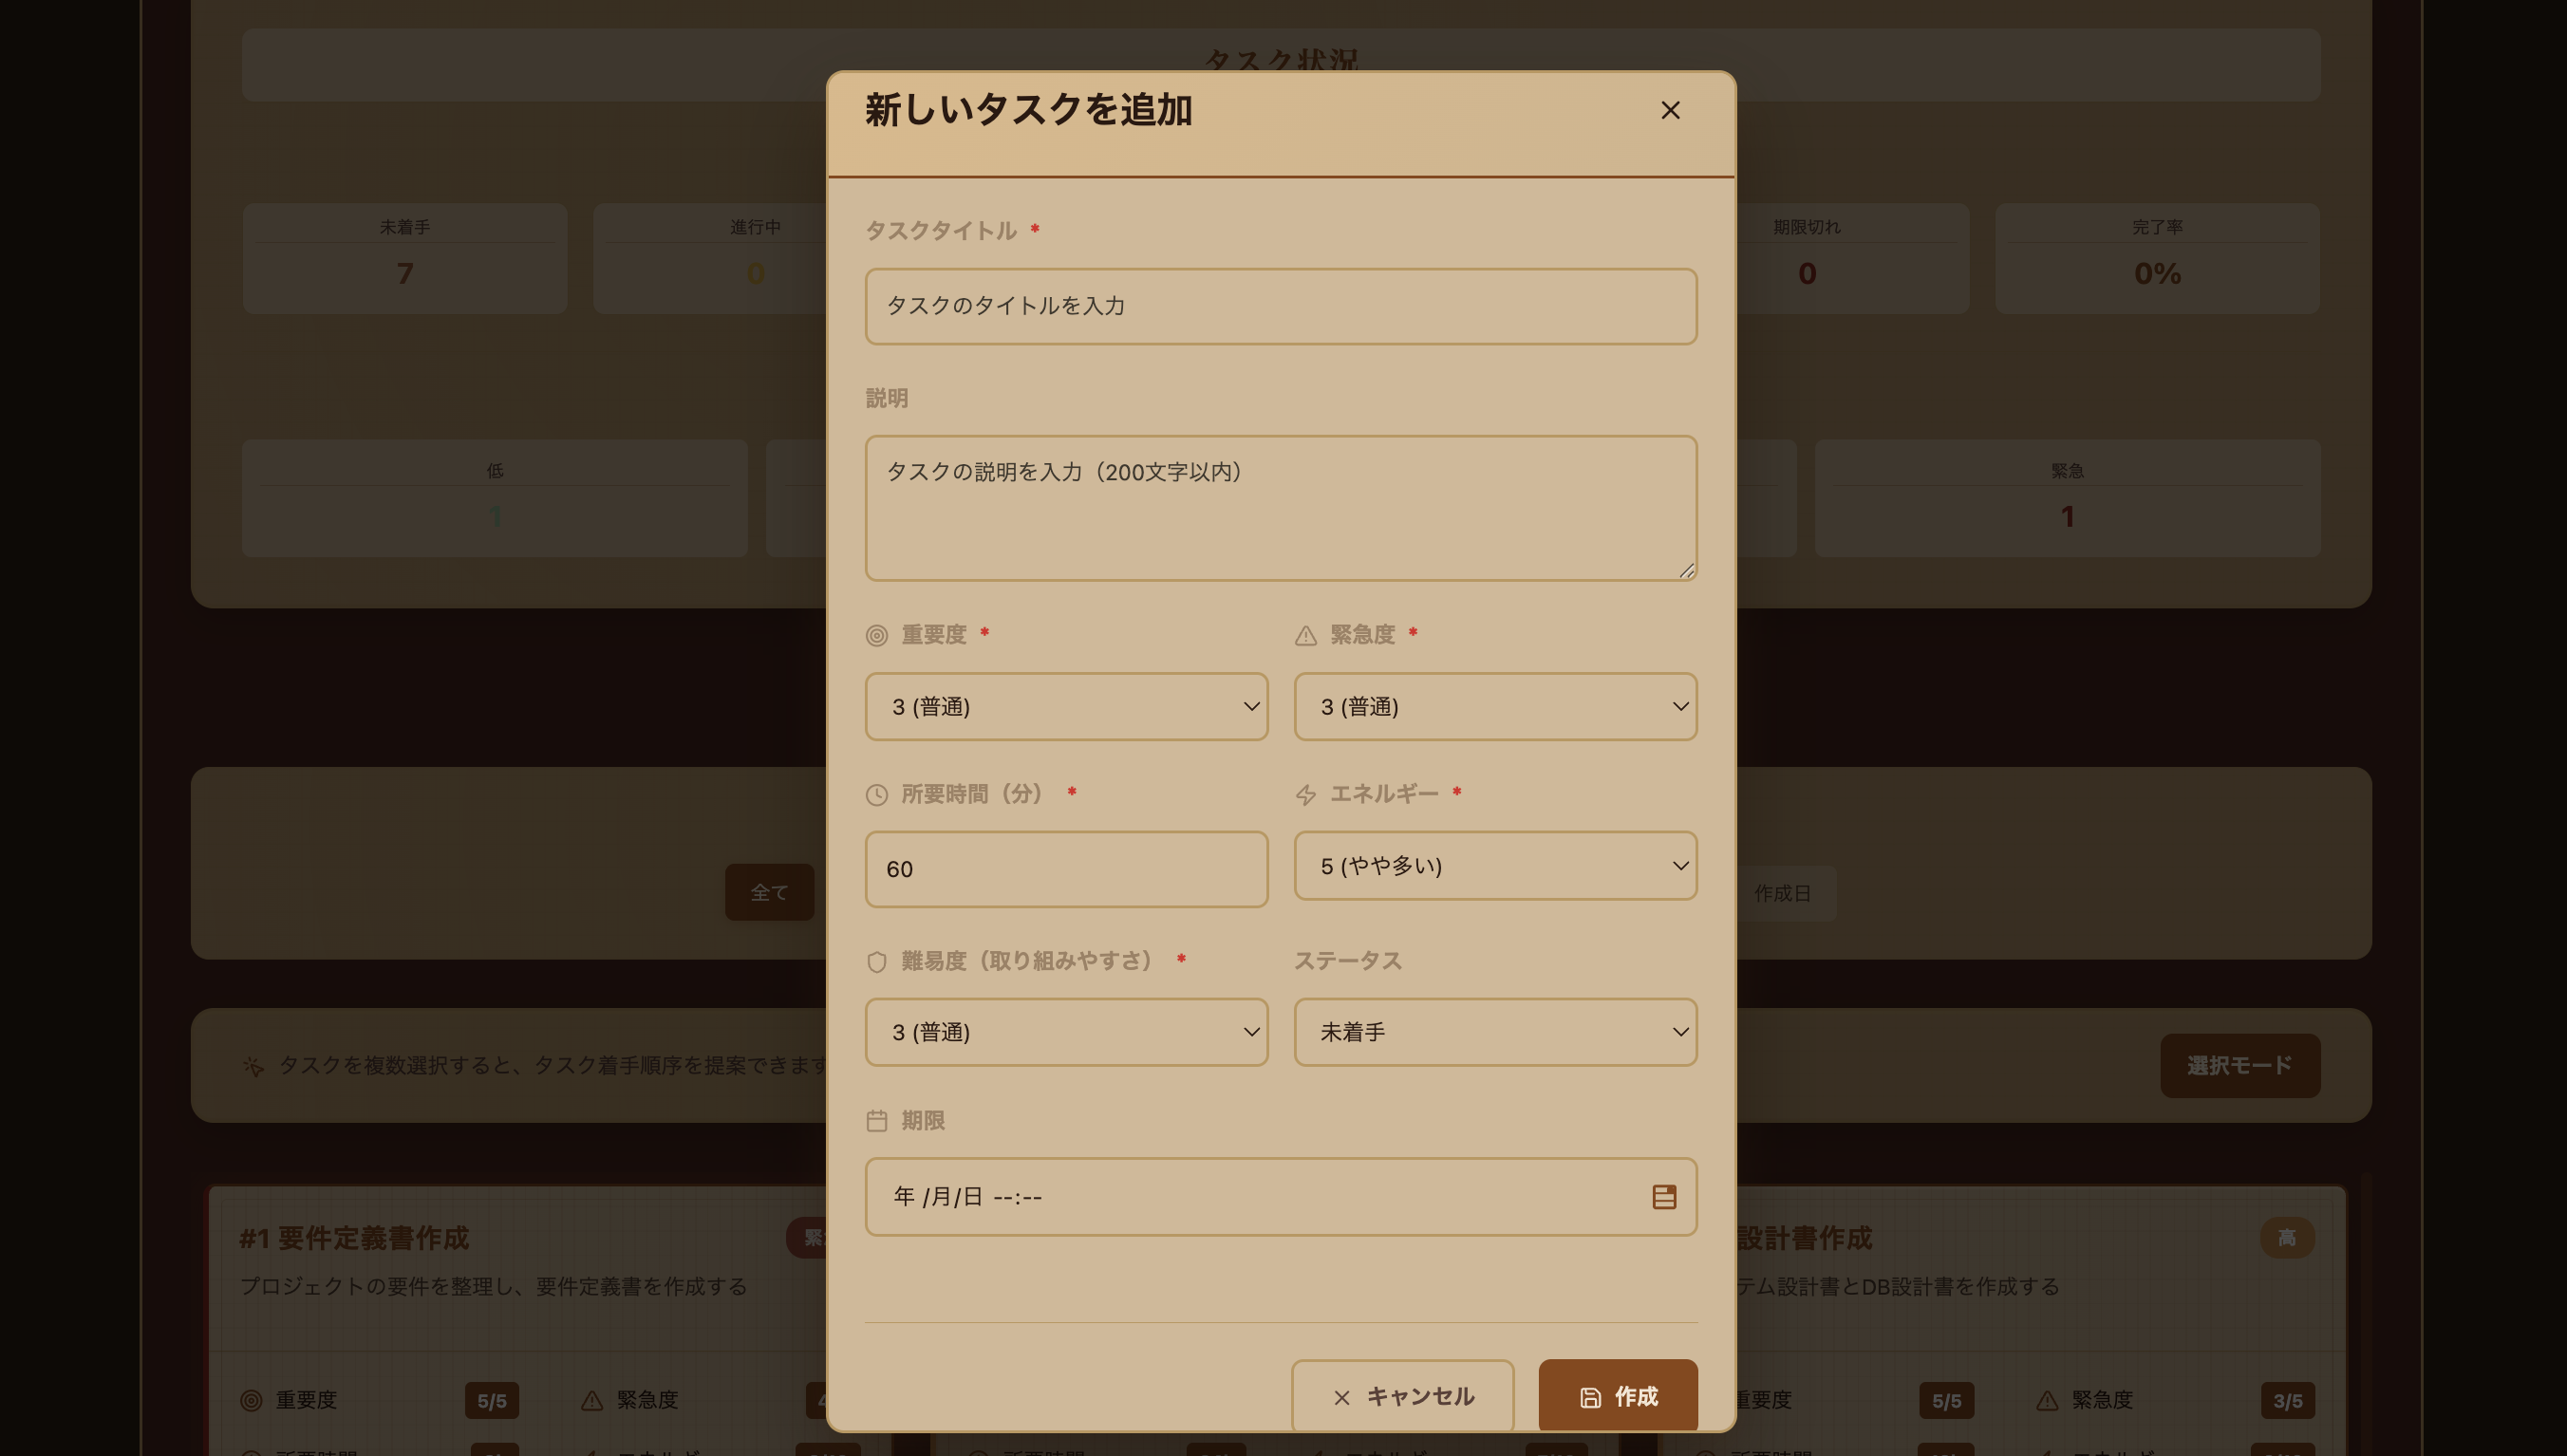 タスク状況
新しいタスクを追加
未着手
進行中
期限切れ
完了率
7
0
0
0%
タスクタイトル *
タスクのタイトルを入力
説明
タスクの説明を入力（200文字以内）
低
緊急
1
1
重要度 *
緊急度 *
3 (普通)
3 (普通)
所要時間（分） *
エネルギー *
60
5 (やや多い)
全て
作成日
難易度（取り組みやすさ） *
ステータス
3 (普通)
未着手
タスクを複数選択すると、タスク着手順序を提案できます
選択モード
期限
年 /月/日 --:--
#1 要件定義書作成
設計書作成
高
プロジェクトの要件を整理し、要件定義書を作成する
テム設計書とDB設計書を作成する
キャンセル
作成
重要度
5/5
緊急度
重要度
5/5
緊急度
3/5